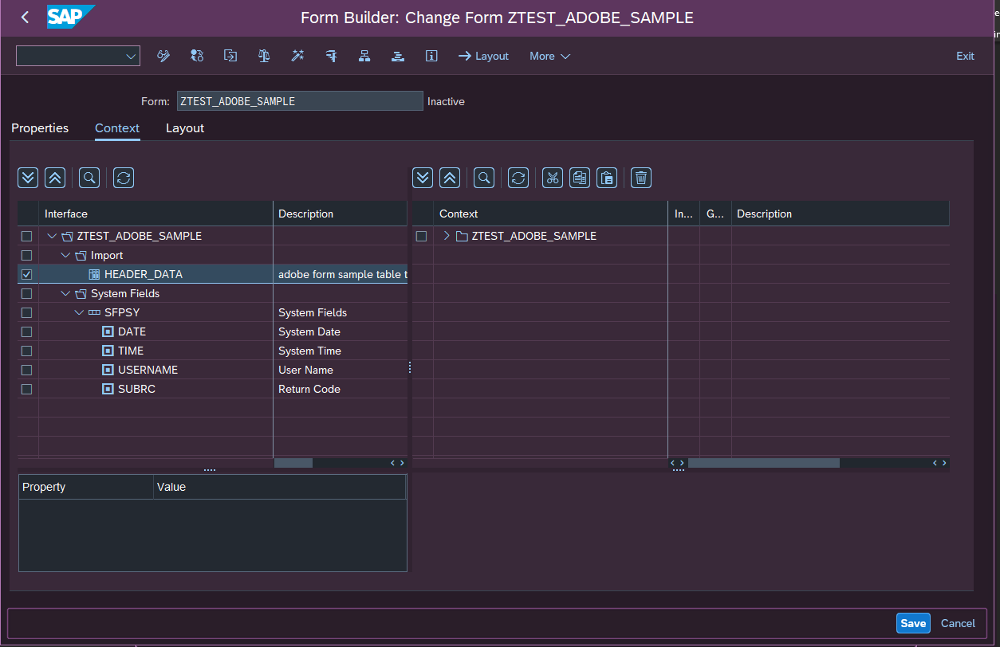 SAP
Form Builder: Change Form ZTEST_ADOBE_SAMPLE
Layout More Exit
Form: ZTEST_ADOBE_SAMPLE Inactive
Properties Context Layout
Interface Description Context In... G... Description
ZTEST_ADOBE_SAMPLE ZTEST_ADOBE_SAMPLE
Import
HEADER_DATA adobe form sample table t
System Fields
SFPSY System Fields
DATE System Date
TIME System Time
USERNAME User Name
SUBRC Return Code
Property Value
Save Cancel